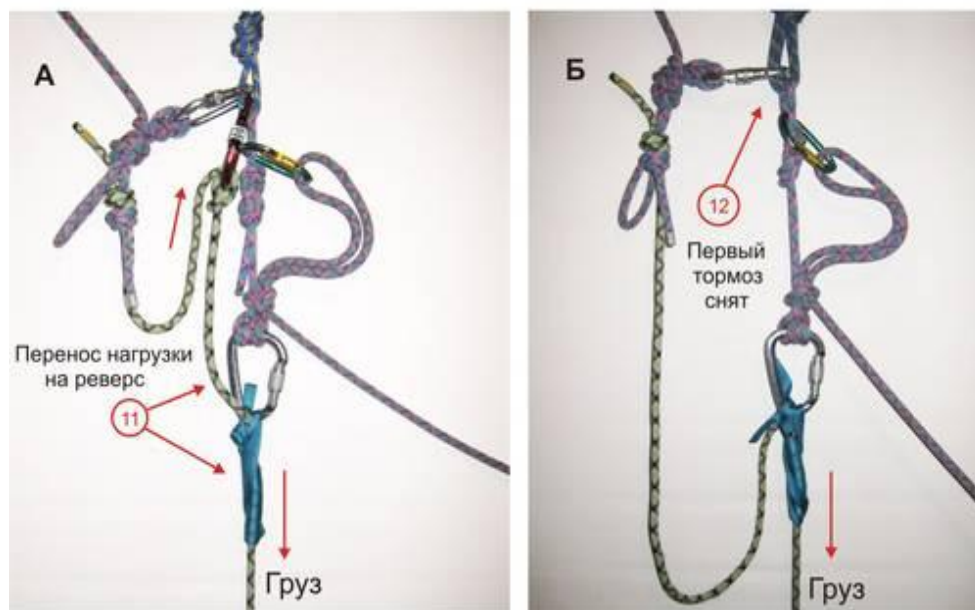 А
Перенос нагрузки
на реверс
11
Груз
Б
12
Первый
тормоз
снят
Груз